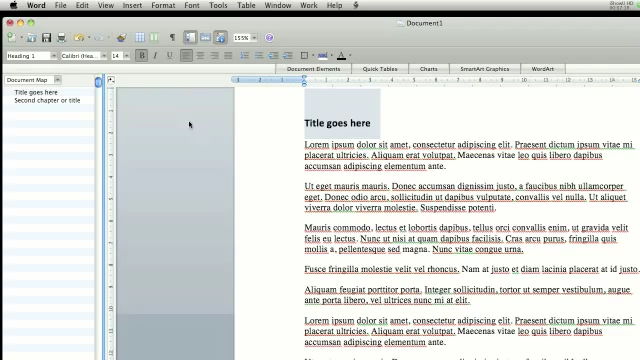 Word File Edit View Insert Format Font Tools Table Window Work Help
Document1
155%
Heading 1 Calibri (Hea... 14 B I U
Document Elements Quick Tables Charts SmartArt Graphics WordArt
Document Map
Title goes here
Second chapter or title
Title goes here
Lorem ipsum dolor sit amet, consectetur adipiscing elit. Praesent dictum ipsum vitae mi
placerat ultricies. Aliquam erat volutpat. Maecenas vitae leo quis libero dapibus
accumsan adipiscing elementum ante.
Ut eget mauris mauris. Donec accumsan dignissim justo, a faucibus nibh ullamcorper
eget. Donec odio arcu, sollicitudin ut dapibus vulputate, convallis vel nulla. Ut aliquet
viverra dolor viverra molestie. Suspendisse potenti.
Mauris commodo, lectus et lobortis dapibus, tellus orci convallis enim, ut gravida velit
felis eu lectus. Nunc ut nisi at quam dapibus facilisis. Cras arcu purus, fringilla quis
mollis a, pellentesque sed magna. Nunc vitae congue urna.
Fusce fringilla molestie velit vel rhoncus. Nam at justo et diam lacinia placerat at id justo.
Aliquam feugiat porttitor porta. Integer sollicitudin, tortor ut semper vestibulum, augue
ante porta libero, vel ultrices nunc mi at elit.
Lorem ipsum dolor sit amet, consectetur adipiscing elit. Praesent dictum ipsum vitae mi
placerat ultricies. Aliquam erat volutpat. Maecenas vitae leo quis libero dapibus
accumsan adipiscing elementum ante.